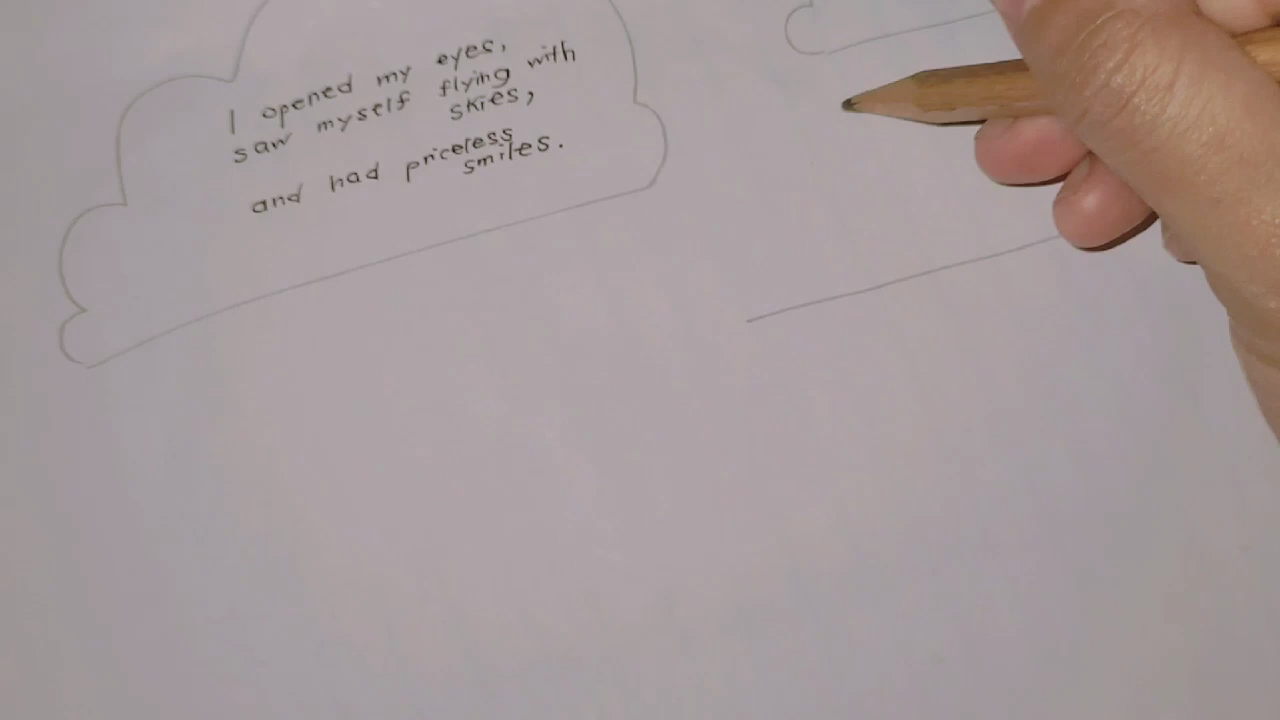 I opened my eyes,
saw myself flying with
skies,
and had priceless
smiles.